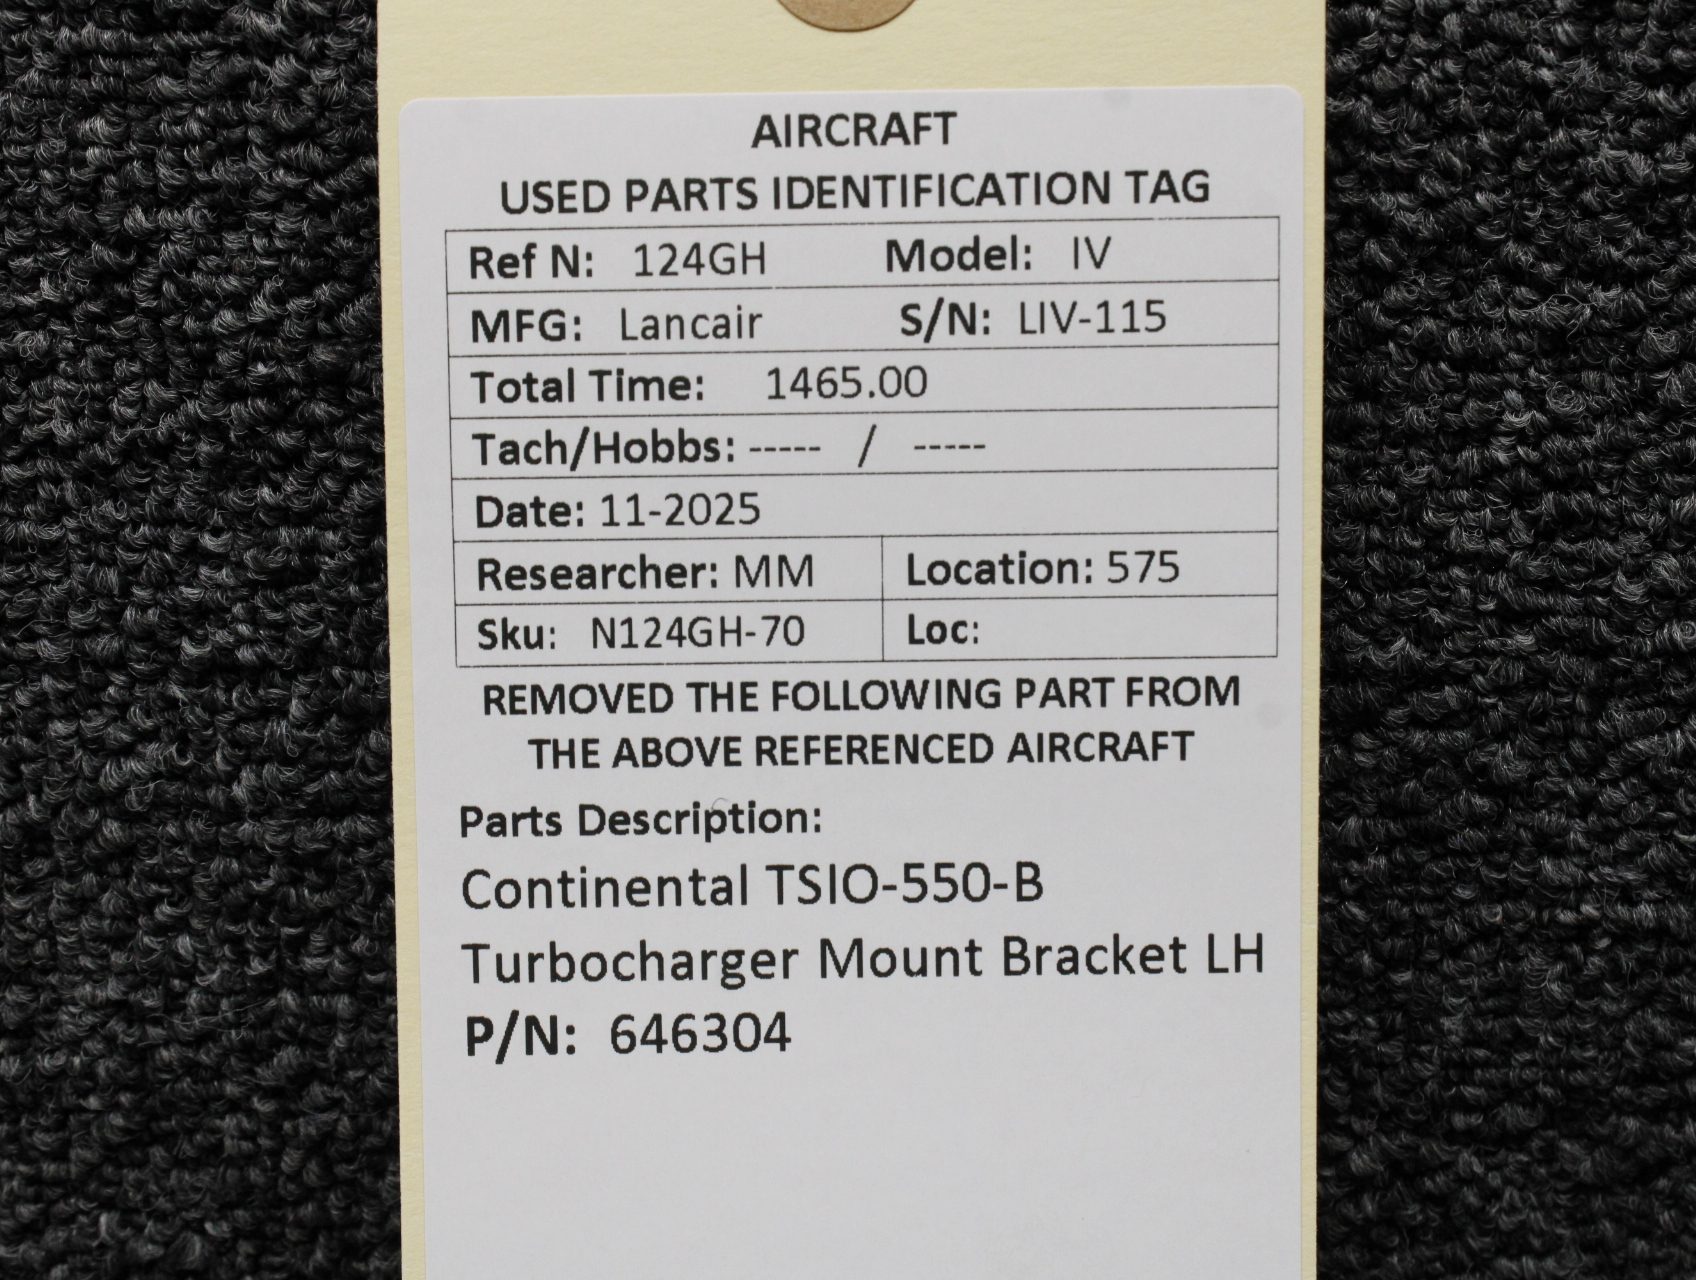 AIRCRAFT
USED PARTS IDENTIFICATION TAG
Ref N: 124GH Model: IV
MFG: Lancair S/N: LIV-115
Total Time: 1465.00
Tach/Hobbs: ----- / -----
Date: 11-2025
Researcher: MM Location: 575
Sku: N124GH-70 Loc:
REMOVED THE FOLLOWING PART FROM
THE ABOVE REFERENCED AIRCRAFT
Parts Description:
Continental TSIO-550-B
Turbocharger Mount Bracket LH
P/N: 646304